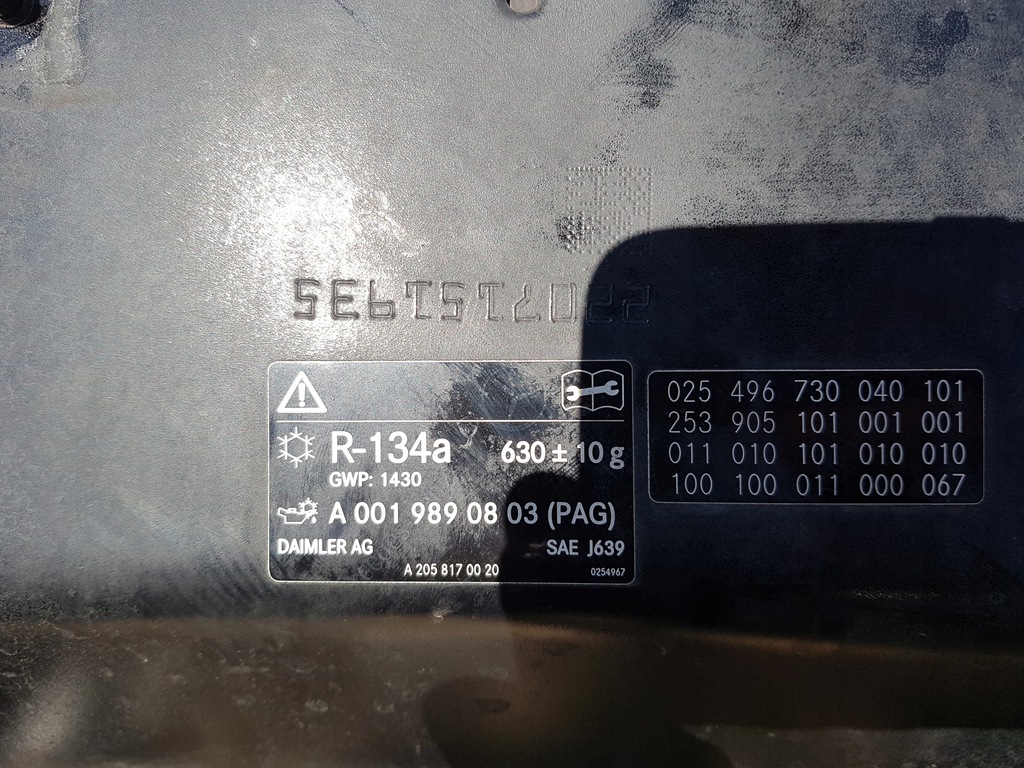 R-134a 630 ± 10 g
GWP: 1430
A 001 989 08 03 (PAG)
DAIMLER AG SAE J639
A 205 817 00 20 0254967
025 496 730 040 101
253 905 101 001 001
011 010 101 010 010
100 100 011 000 067